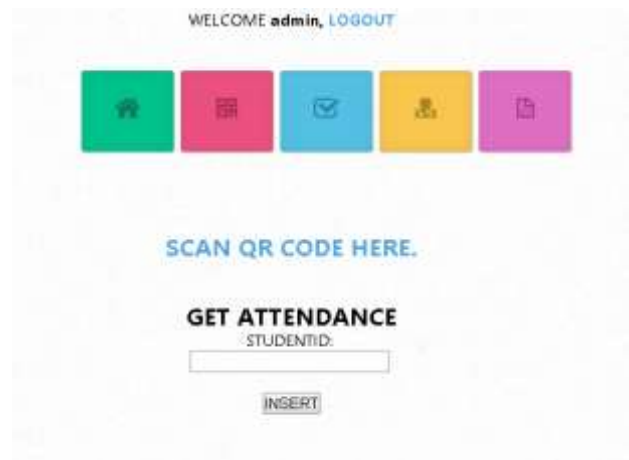 WELCOME admin, LOGOUT
SCAN QR CODE HERE.
GET ATTENDANCE
STUDENTID:
INSERT